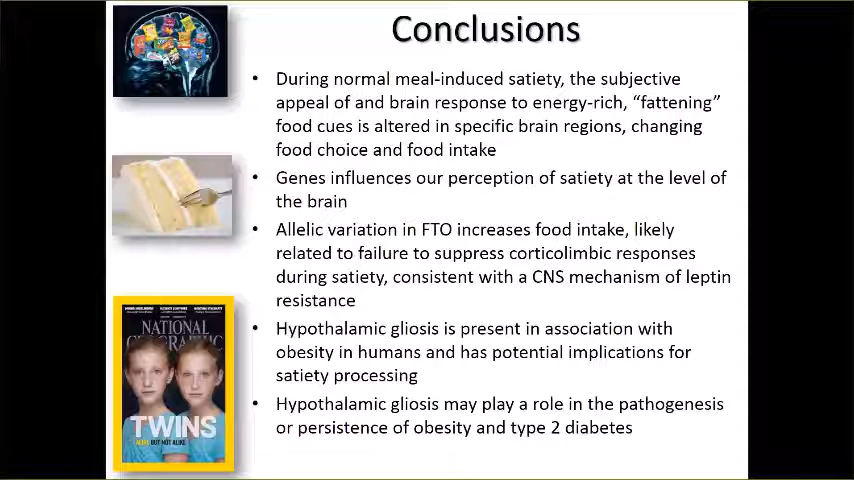 Conclusions
• During normal meal-induced satiety, the subjective
appeal of and brain response to energy-rich, “fattening”
food cues is altered in specific brain regions, changing
food choice and food intake
• Genes influences our perception of satiety at the level of
the brain
• Allelic variation in FTO increases food intake, likely
related to failure to suppress corticolimbic responses
during satiety, consistent with a CNS mechanism of leptin
resistance
• Hypothalamic gliosis is present in association with
obesity in humans and has potential implications for
satiety processing
• Hypothalamic gliosis may play a role in the pathogenesis
or persistence of obesity and type 2 diabetes
NATIONAL
GEOGRAPHIC
TWINS
ALIKE BUT NOT ALIKE